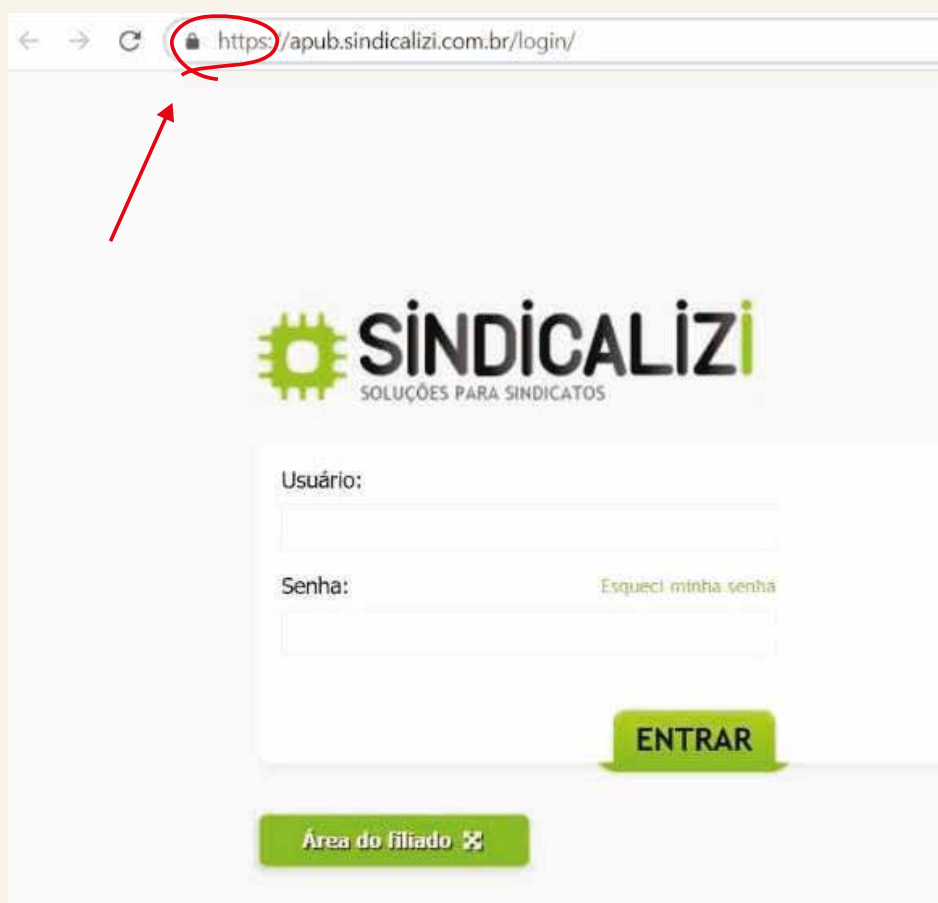 https://apub.sindicalizi.com.br/login/
SINDICALIZI
SOLUÇÕES PARA SINDICATOS
Usuário:
Senha:
Esqueci minha senha
ENTRAR
Área do filiado